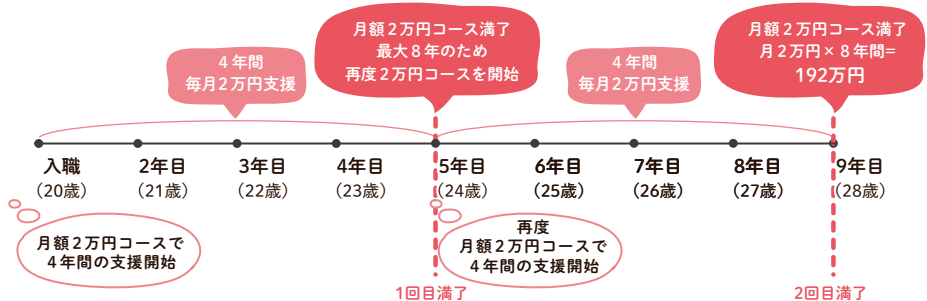 月額２万円コース満了
最大８年のため
再度２万円コースを開始
月額２万円コース満了
月２万円×８年間=
192万円
４年間
毎月２万円支援
４年間
毎月２万円支援
入職
（20歳）
2年目
（21歳）
3年目
（22歳）
4年目
（23歳）
5年目
（24歳）
6年目
（25歳）
7年目
（26歳）
8年目
（27歳）
9年目
（28歳）
月額２万円コースで
４年間の支援開始
再度
月額２万円コースで
４年間の支援開始
1回目満了
2回目満了